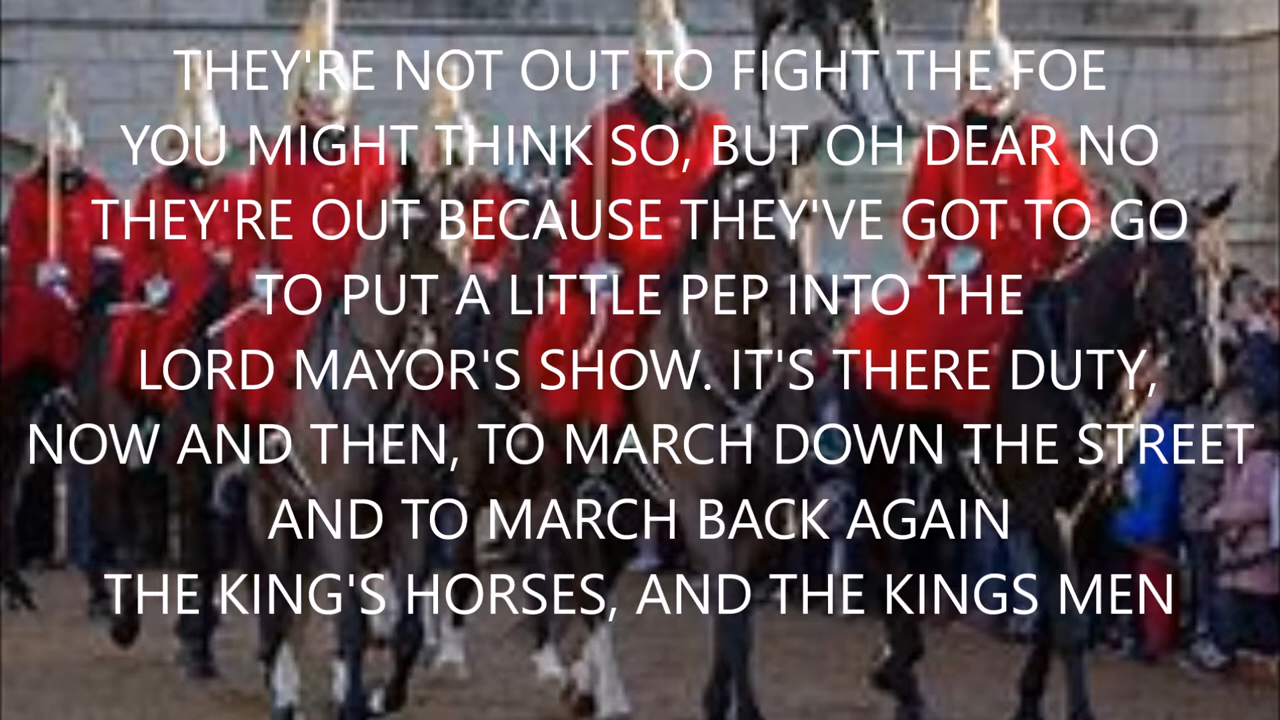 THEY'RE NOT OUT TO FIGHT THE FOE
YOU MIGHT THINK SO, BUT OH DEAR NO
THEY'RE OUT BECAUSE THEY'VE GOT TO GO
TO PUT A LITTLE PEP INTO THE
LORD MAYOR'S SHOW. IT'S THERE DUTY,
NOW AND THEN, TO MARCH DOWN THE STREET
AND TO MARCH BACK AGAIN
THE KING'S HORSES, AND THE KINGS MEN